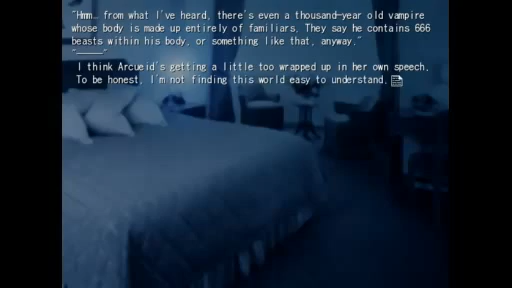 "Hmm… from what I've heard, there's even a thousand-year old vampire
whose body is made up entirely of familiars. They say he contains 666
beasts within his body, or something like that, anyway."
"―――――"
I think Arcueid's getting a little too wrapped up in her own speech.
To be honest, I'm not finding this world easy to understand.